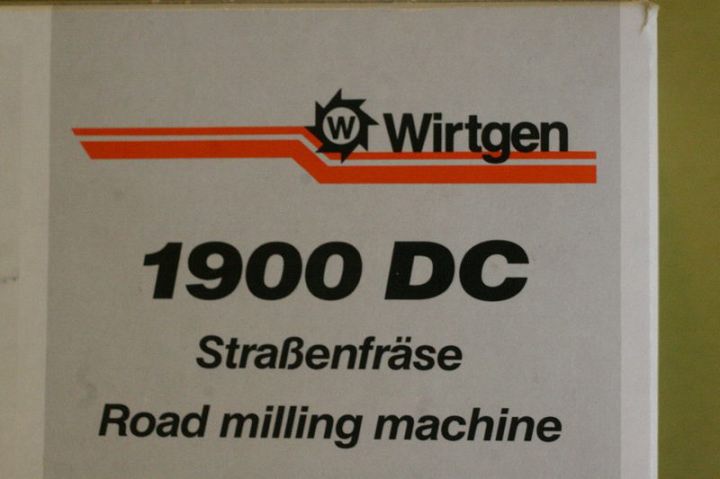 W Wirtgen
1900 DC
Straßenfräse
Road milling machine